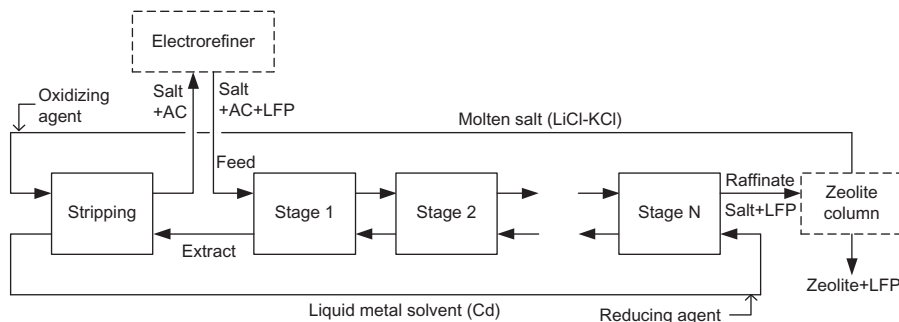 Electrorefiner
Oxidizing
agent
Salt
+AC
Salt
+AC+LFP
Molten salt (LiCl-KCl)
Feed
Stripping
Stage 1
Stage 2
Stage N
Raffinate
Salt+LFP
Zeolite
column
Extract
Zeolite+LFP
Liquid metal solvent (Cd)
Reducing agent